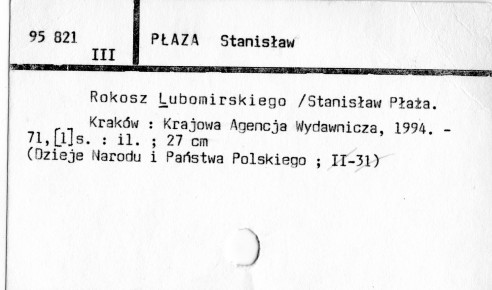 95 821
III
PŁAZA Stanisław
Rokosz Lubomirskiego /Stanisław Płaża.
Kraków : Krajowa Agencja Wydawnicza, 1994. -
71,[1]s. : il. ; 27 cm
(Dzieje Narodu i Państwa Polskiego ; II-31)